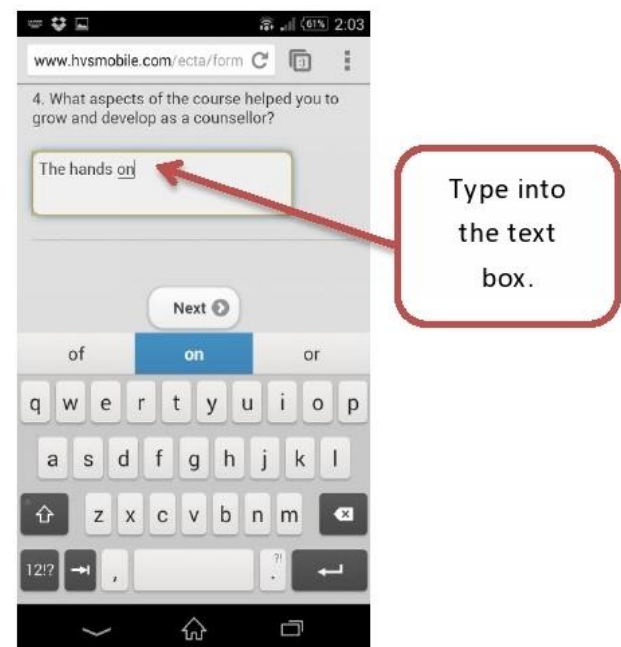 61% 2:03
www.hvsmobile.com/ecta/form
4. What aspects of the course helped you to
grow and develop as a counsellor?
The hands on
Type into
the text
box.
Next
of on or
q w e r t y u i o p
a s d f g h j k l
z x c v b n m
12!? , ?! .